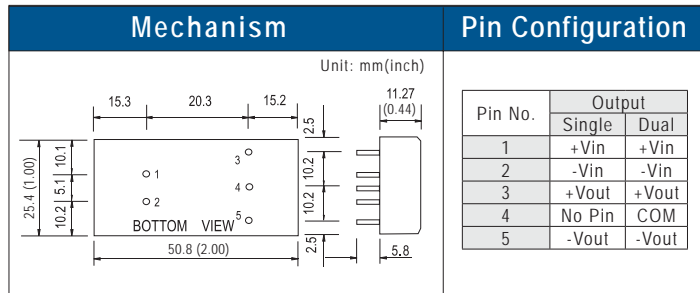 Mechanism
Pin Configuration
Unit: mm(inch)
15.3
20.3
15.2
11.27
(0.44)
2.5
10.1
5.1
10.2
25.4 (1.00)
1
2
3
4
5
10.2
10.2
2.5
BOTTOM VIEW
50.8 (2.00)
5.8
Pin No. Output
Single Dual
1 +Vin +Vin
2 -Vin -Vin
3 +Vout +Vout
4 No Pin COM
5 -Vout -Vout